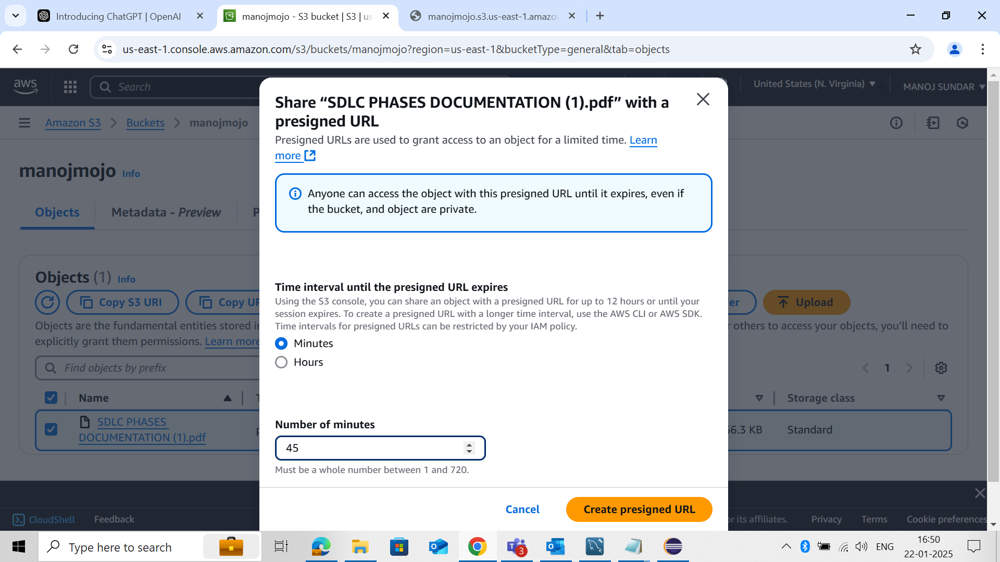 Introducing ChatGPT | OpenAI
manojmojo - S3 bucket | S3 | us
manojmojo.s3.us-east-1.amazo
us-east-1.console.aws.amazon.com/s3/buckets/manojmojo?region=us-east-1&bucketType=general&tab=objects
aws
Search
United States (N. Virginia)
MANOJ SUNDAR
Amazon S3
Buckets
manojmojo
manojmojo Info
Objects
Metadata - Preview
Objects (1) Info
Copy S3 URI
Copy UR
er
Upload
Objects are the fundamental entities stored in
r others to access your objects, you’ll need to
explicitly grant them permissions. Learn more
Find objects by prefix
1
Name
Storage class
SDLC PHASES
DOCUMENTATION (1).pdf
56.3 KB
Standard
Share “SDLC PHASES DOCUMENTATION (1).pdf” with a
presigned URL
Presigned URLs are used to grant access to an object for a limited time. Learn
more
Anyone can access the object with this presigned URL until it expires, even if
the bucket, and object are private.
Time interval until the presigned URL expires
Using the S3 console, you can share an object with a presigned URL for up to 12 hours or until your
session expires. To create a presigned URL with a longer time interval, use the AWS CLI or AWS SDK.
Time intervals for presigned URLs can be restricted by your IAM policy.
Minutes
Hours
Number of minutes
45
Must be a whole number between 1 and 720.
Cancel
Create presigned URL
CloudShell
Feedback
or its affiliates.
Privacy
Terms
Cookie preferences
Type here to search
3
ENG
16:50
22-01-2025